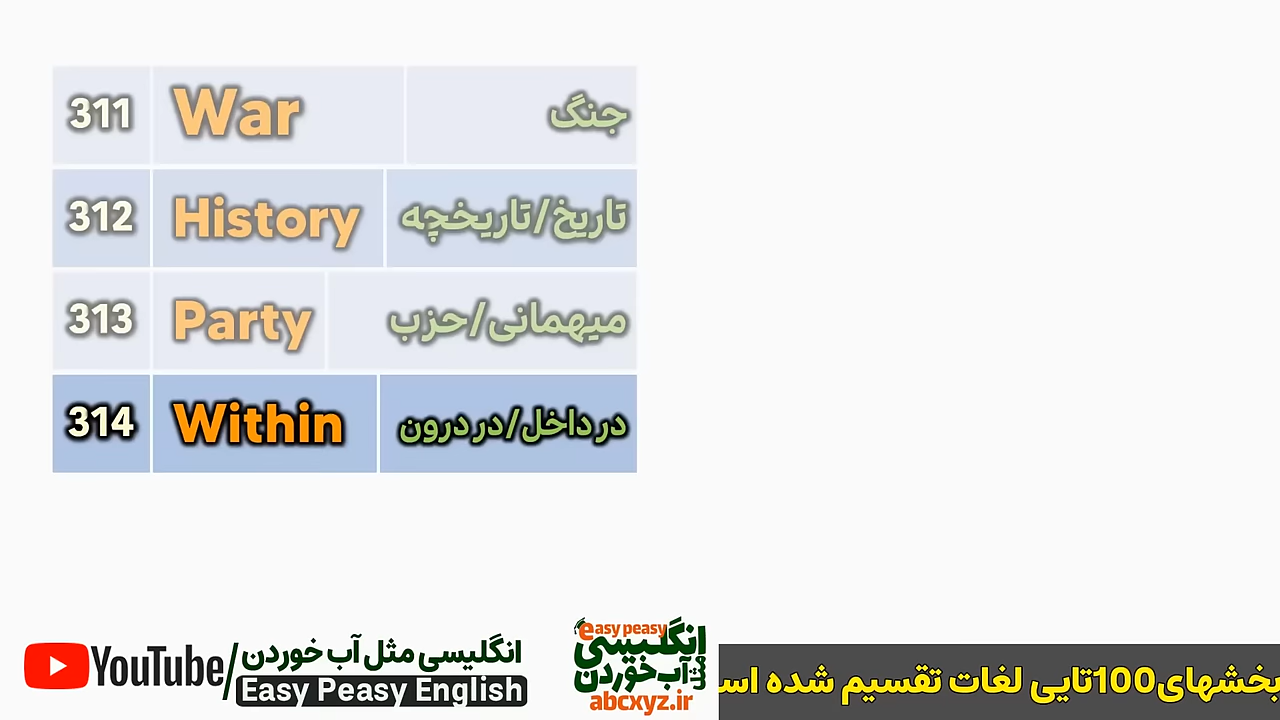 311 War جنگ
312 History تاریخ/تاریخچه
313 Party میهمانی/حزب
314 Within در داخل/در درون
YouTube/انگلیسی مثل آب خوردن
Easy Peasy English
easy peasy
انگلیسی
مثل آب خوردن
abcxyz.ir
بخشهای100تایی لغات تقسیم شده اس